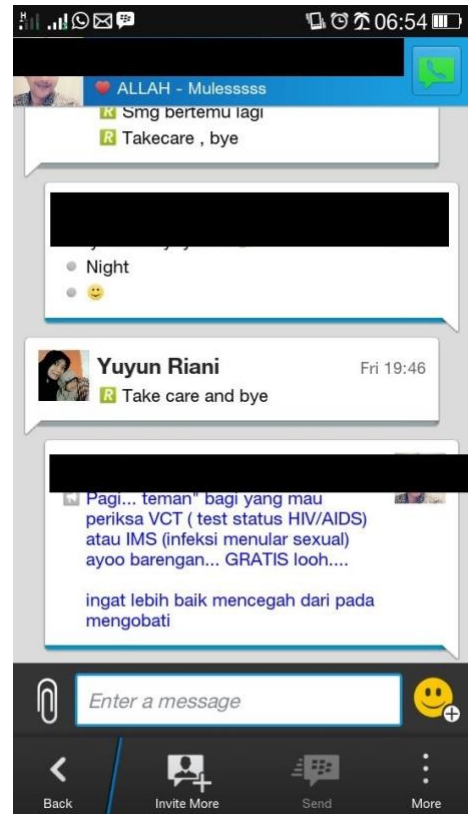 06:54
ALLAH - Mulesssss
R Smg bertemu lagi
R Takecare , bye
Night
Yuyun Riani
Fri 19:46
R Take care and bye
Pagi... teman" bagi yang mau
periksa VCT ( test status HIV/AIDS)
atau IMS (infeksi menular sexual)
ayoo barengan... GRATIS looh....
ingat lebih baik mencegah dari pada
mengobati
Enter a message
Back
Invite More
Send
More